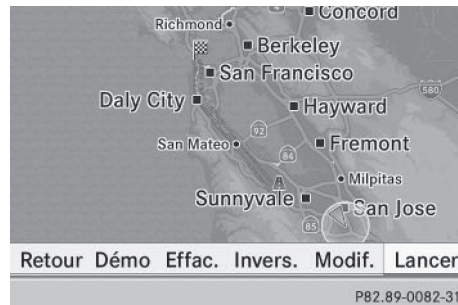 Concord
Richmond
Berkeley
San Francisco
580
Daly City
Hayward
92
San Mateo
Fremont
84
Milpitas
Sunnyvale
San Jose
85
Retour Démo Effac. Invers. Modif. Lancer
P82.89-0082-31